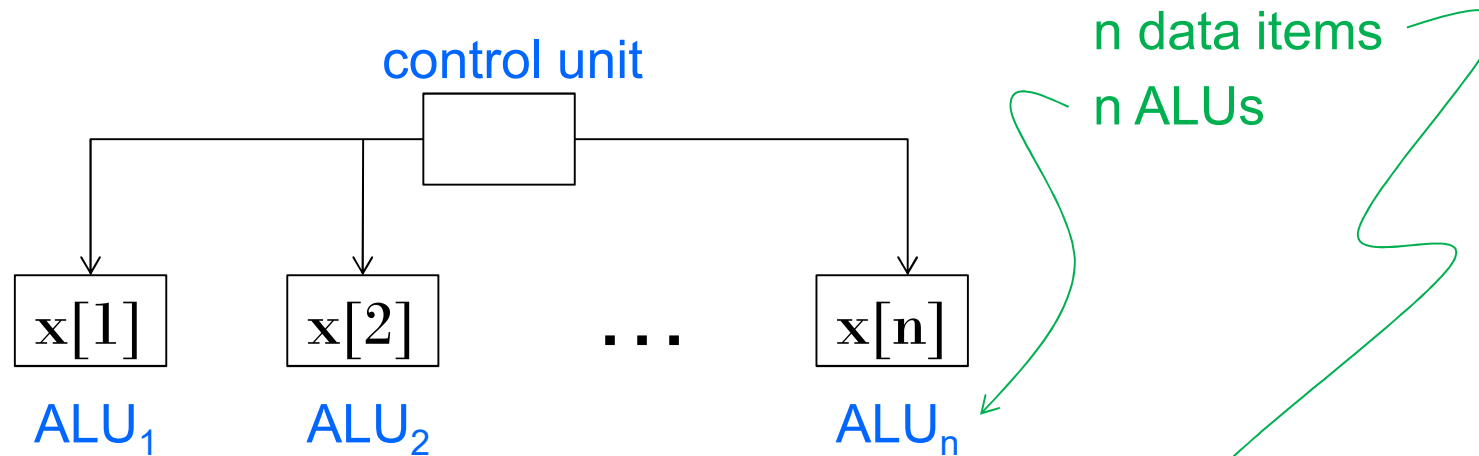 n data items
control unit
n ALUs
x[1] x[2] ... x[n]
ALU₁ ALU₂ ALUₙ